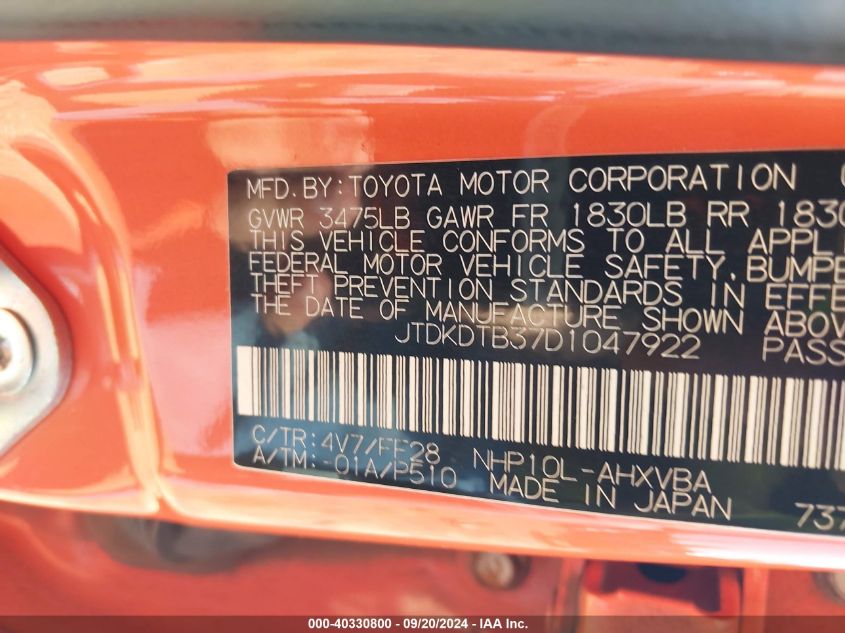 MFD.BY:TOYOTA MOTOR CORPORATION
GVWR 3475LB GAWR FR 1830LB RR 1830
THIS VEHICLE CONFORMS TO ALL APPLI
FEDERAL MOTOR VEHICLE SAFETY,BUMPE
THEFT PREVENTION STANDARDS IN EFFE
THE DATE OF MANUFACTURE SHOWN ABOV
JTDKDTB37D1047922 PASS
C/TR:4V7/FF28 NHP10L-AHXVBA
A/TM:-01A/P510 MADE IN JAPAN 737
000-40330800 - 09/20/2024 - IAA Inc.